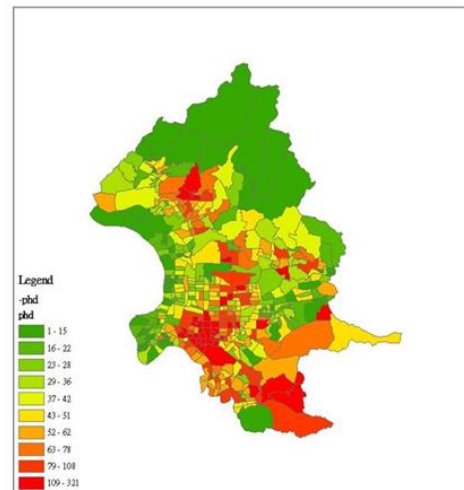 Legend
-phd
phd
1 - 15
16 - 22
23 - 28
29 - 36
37 - 42
43 - 51
52 - 62
63 - 78
79 - 108
109 - 321